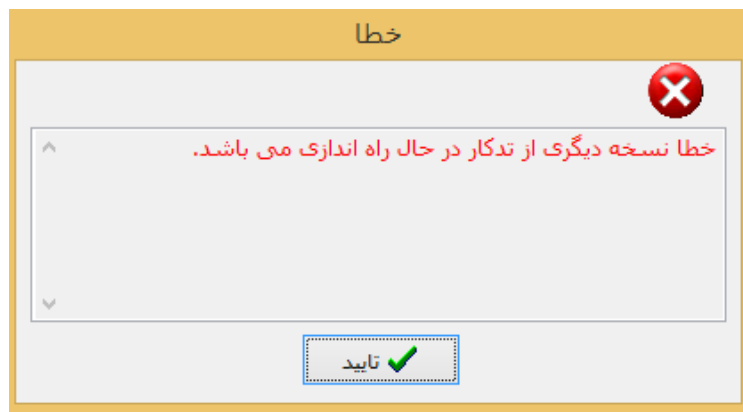 خطا
خطا نسخه دیگری از تدکار در حال راه اندازی می باشد.
تایید